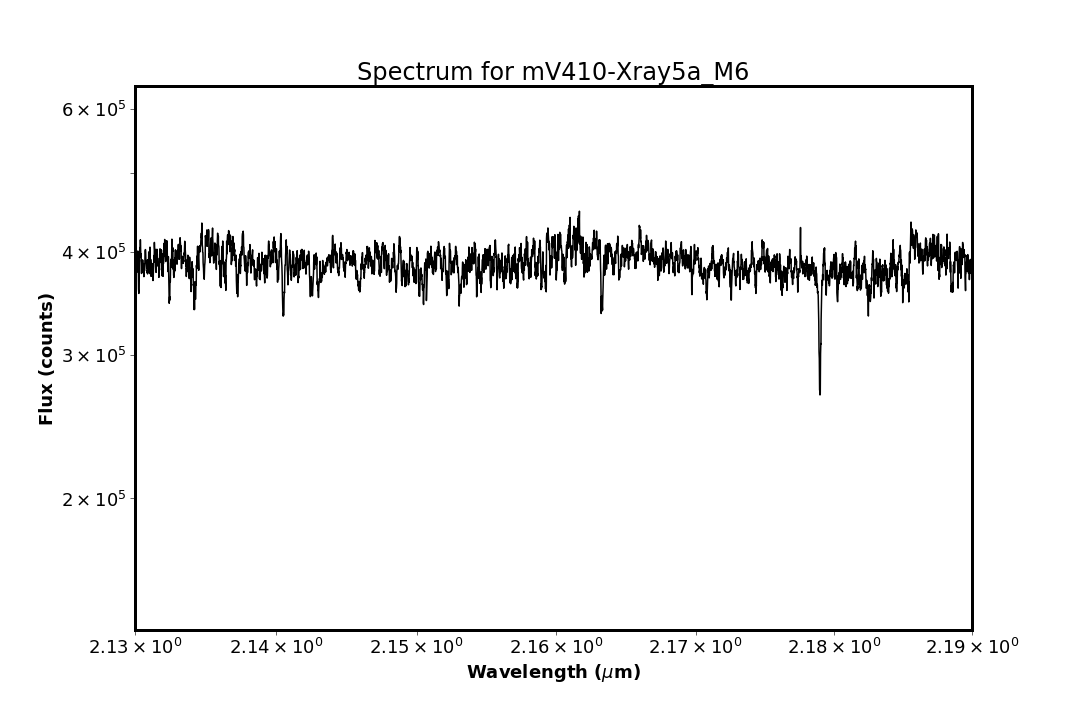 Spectrum for mV410-Xray5a_M6
6 × 10⁵
4 × 10⁵
3 × 10⁵
2 × 10⁵
Flux (counts)
2.13 × 10⁰ 2.14 × 10⁰ 2.15 × 10⁰ 2.16 × 10⁰ 2.17 × 10⁰ 2.18 × 10⁰ 2.19 × 10⁰
Wavelength (μm)